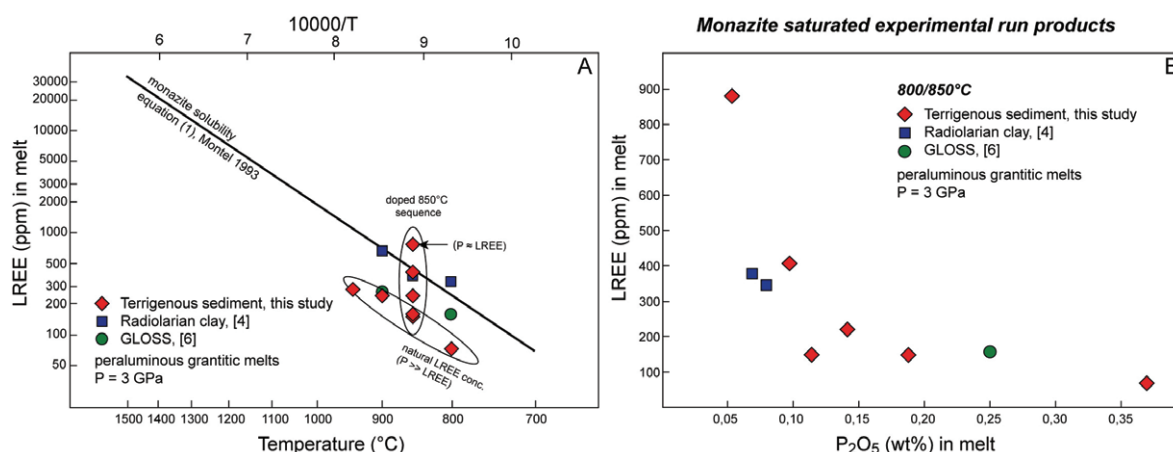 10000/T
6 7 8 9 10
A
30000
20000
10000
5000
3000
2000
1000
500
300
200
100
50
LREE (ppm) in melt
monazite solubility
equation (1), Montel 1993
doped 850°C
sequence
(P ≈ LREE)
Terrigenous sediment, this study
Radiolarian clay, [4]
GLOSS, [6]
peraluminous grantitic melts
P = 3 GPa
natural LREE conc.
(P >> LREE)
1500 1300 1200 1100 1000 900 800 700
Temperature (°C)
Monazite saturated experimental run products
B
900
800
700
600
500
400
300
200
100
LREE (ppm) in melt
800/850°C
Terrigenous sediment, this study
Radiolarian clay, [4]
GLOSS, [6]
peraluminous grantitic melts
P = 3 GPa
0,05 0,10 0,15 0,20 0,25 0,30 0,35
P₂O₅ (wt%) in melt